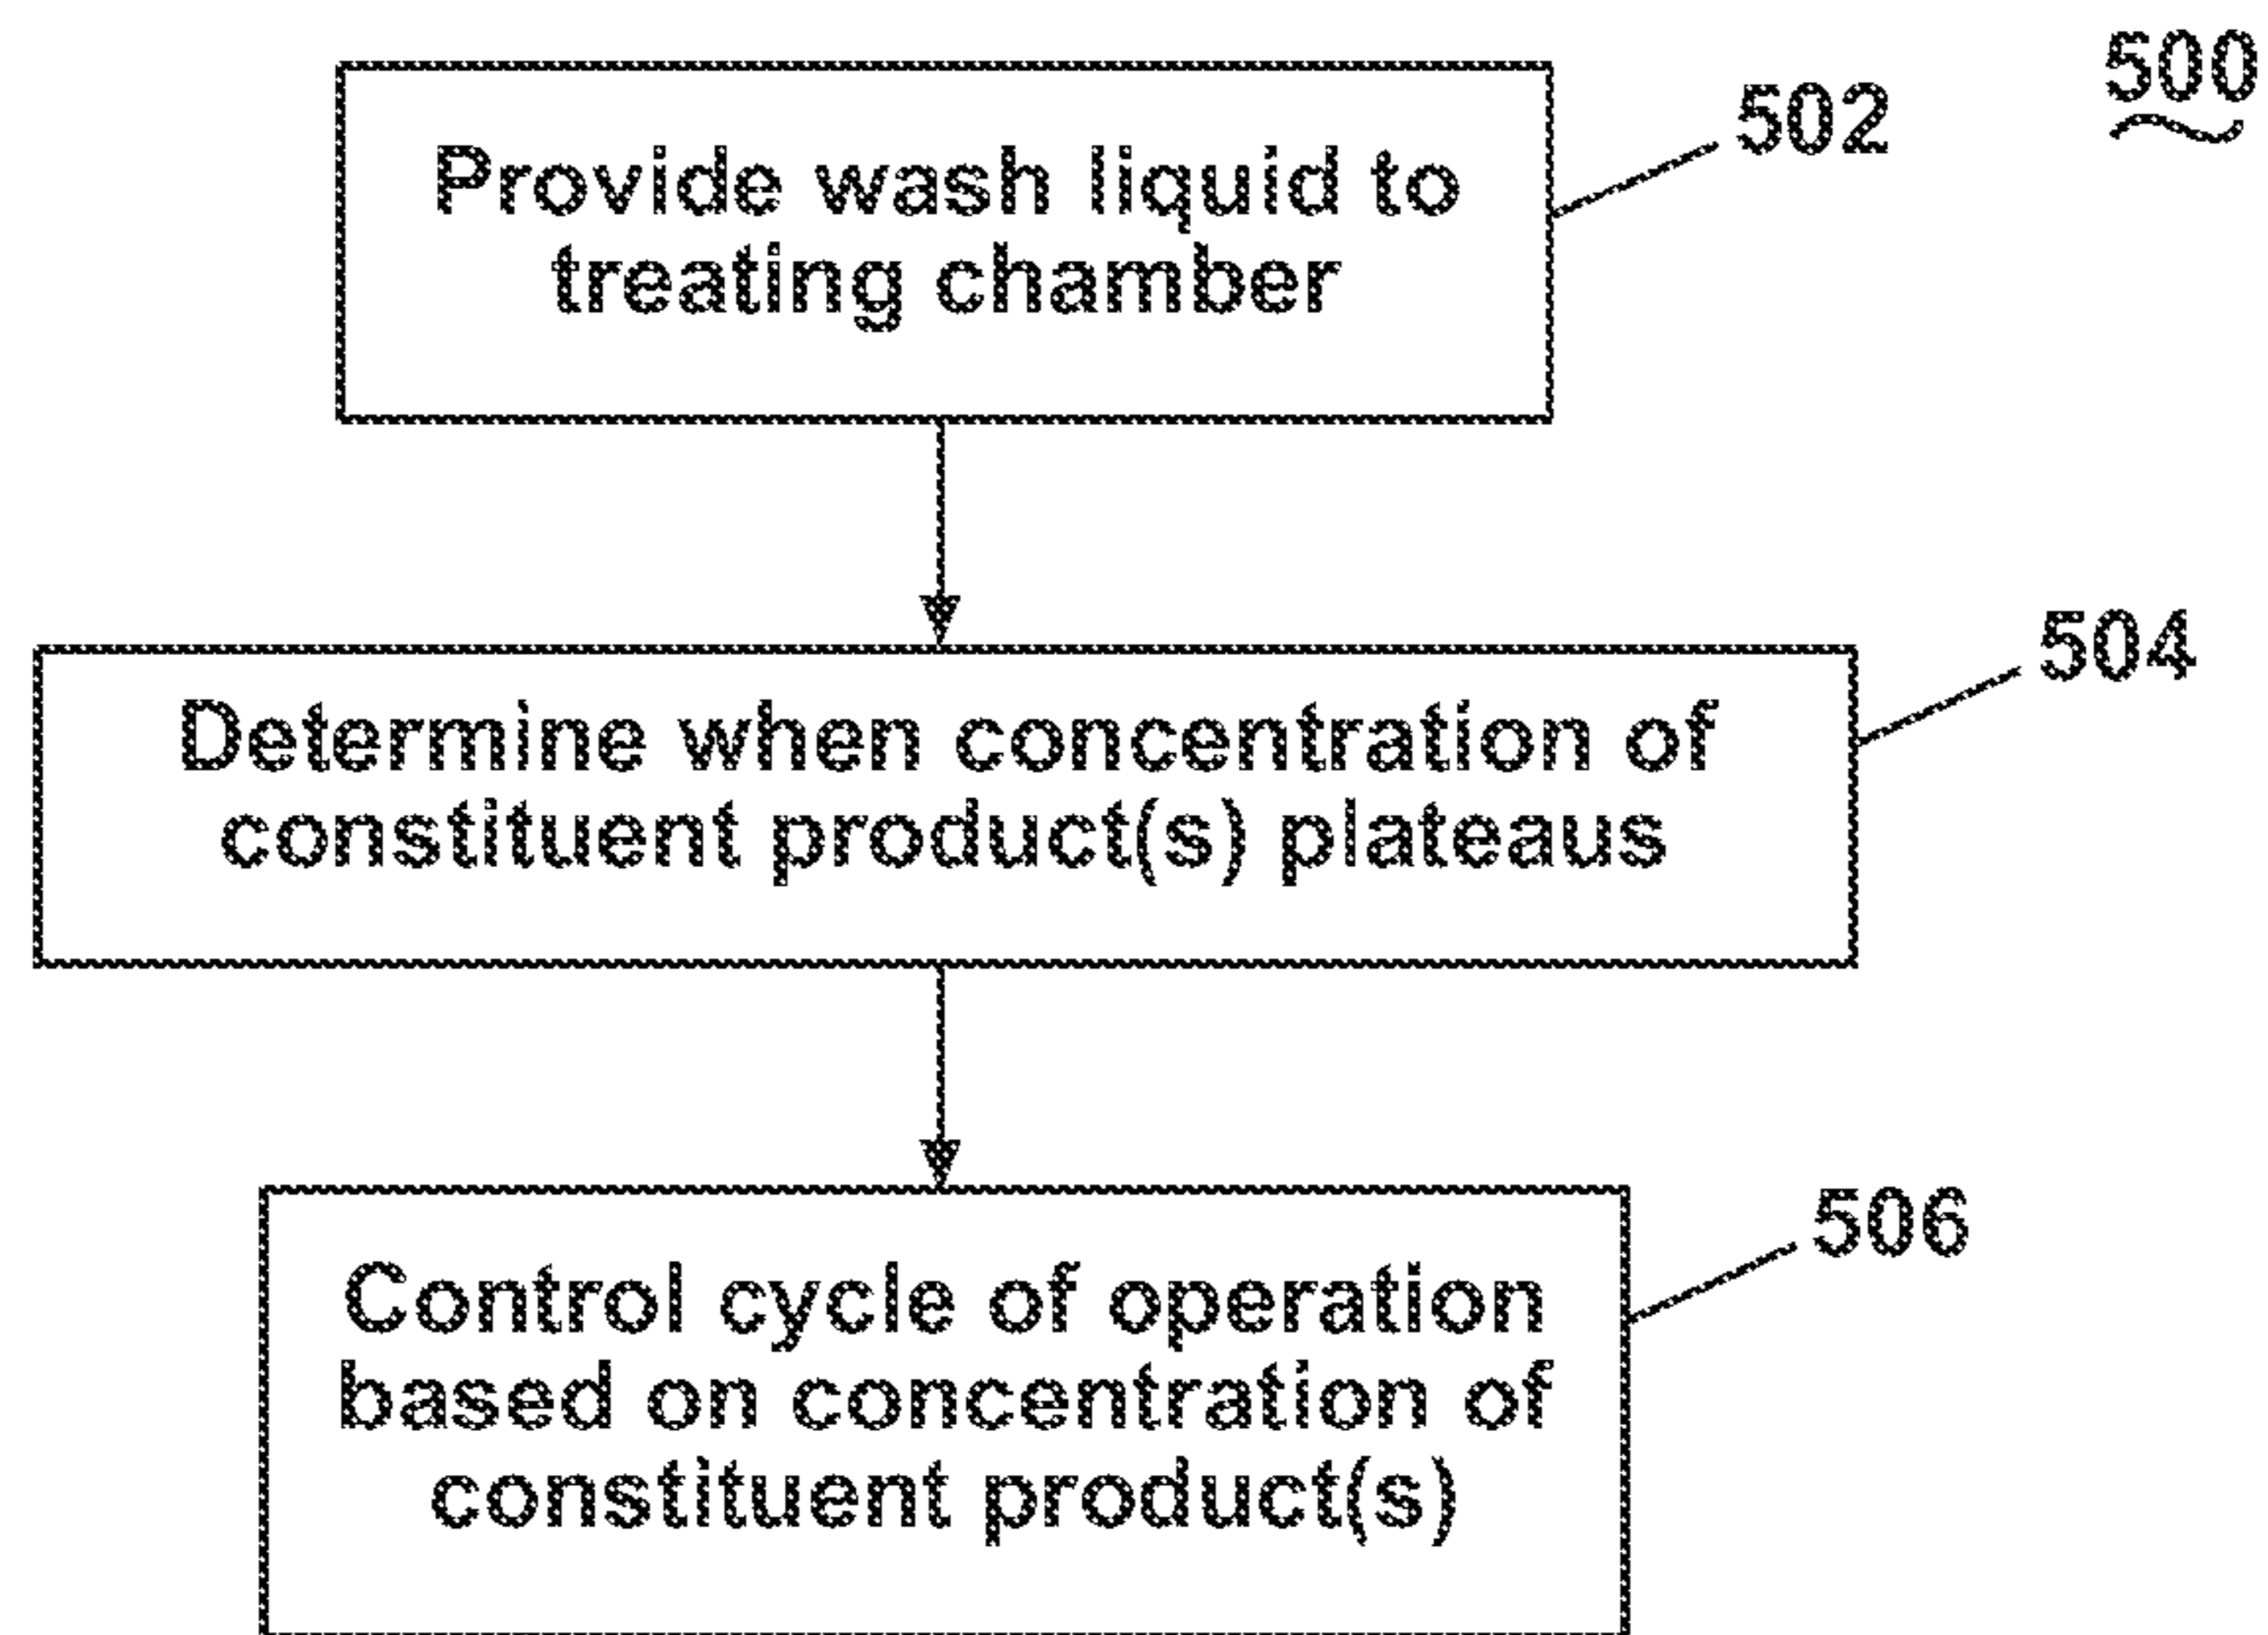 500
Provide wash liquid to
treating chamber
502
Determine when concentration of
constituent product(s) plateaus
504
Control cycle of operation
based on concentration of
constituent product(s)
506